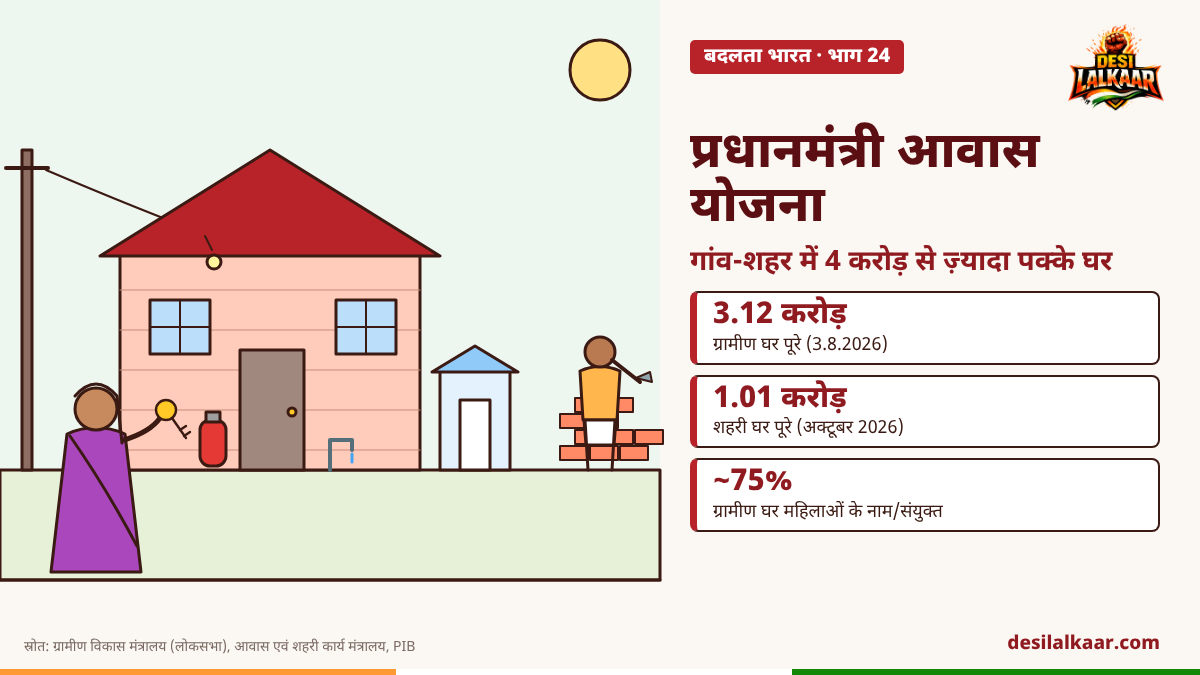 बदलता भारत · भाग 24
DESI
LALKAAR
प्रधानमंत्री आवास
योजना
गांव-शहर में 4 करोड़ से ज़्यादा पक्के घर
3.12 करोड़
ग्रामीण घर पूरे (3.8.2026)
1.01 करोड़
शहरी घर पूरे (अक्टूबर 2026)
~75%
ग्रामीण घर महिलाओं के नाम/संयुक्त
स्रोत: ग्रामीण विकास मंत्रालय (लोकसभा), आवास एवं शहरी कार्य मंत्रालय, PIB
desilalkaar.com